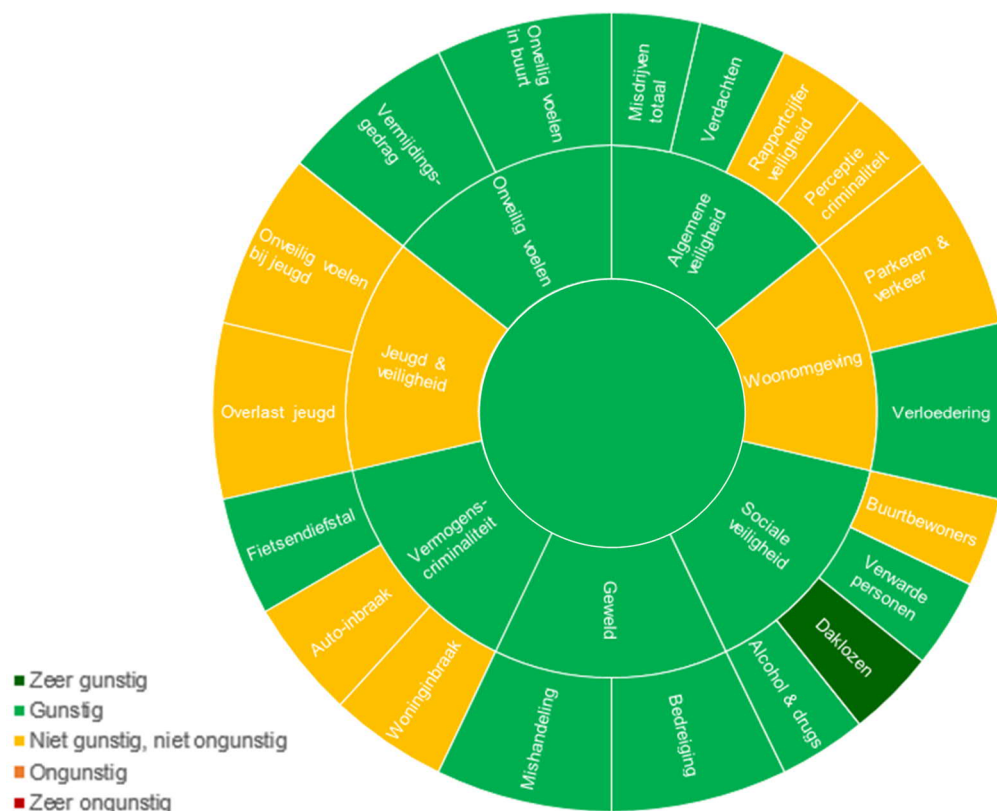 Onveilig voelen
in buurt
Misdrijven
totaal
Verdachten
Rapportcijfer
veiligheid
Perceptie
criminaliteit
Parkeren &
verkeer
Verloedering
Buurtbewoners
Verwarde
personen
Daklozen
Alcohol & drugs
Bedreiging
Mishandeling
Woninginbraak
Auto-inbraak
Fietsendiefstal
Overlast jeugd
Onveilig voelen
bij jeugd
Vermijdings-
gedrag
Onveilig voelen
Algemene
veiligheid
Woonomgeving
Sociale
veiligheid
Geweld
Vermogens-
criminaliteit
Jeugd &
veiligheid
Zeer gunstig
Gunstig
Niet gunstig, niet ongunstig
Ongunstig
Zeer ongunstig